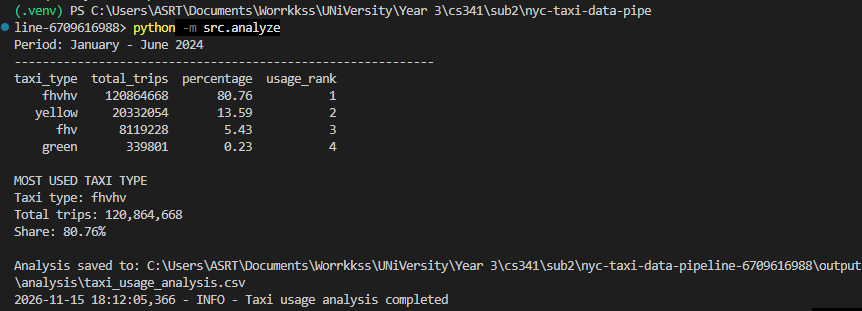 (.venv) PS C:\Users\ASRT\Documents\Worrkkss\UNiVersity\Year 3\cs341\sub2\nyc-taxi-data-pipe
line-6709616988> python -m src.analyze
Period: January - June 2024
------------------------------------------------------------
taxi_type  total_trips  percentage  usage_rank
    fhvhv    120864668       80.76           1
   yellow     20332054       13.59           2
      fhv      8119228        5.43           3
    green       339801        0.23           4

MOST USED TAXI TYPE
Taxi type: fhvhv
Total trips: 120,864,668
Share: 80.76%

Analysis saved to: C:\Users\ASRT\Documents\Worrkkss\UNiVersity\Year 3\cs341\sub2\nyc-taxi-data-pipeline-6709616988\output
\analysis\taxi_usage_analysis.csv
2026-11-15 18:12:05,366 - INFO - Taxi usage analysis completed